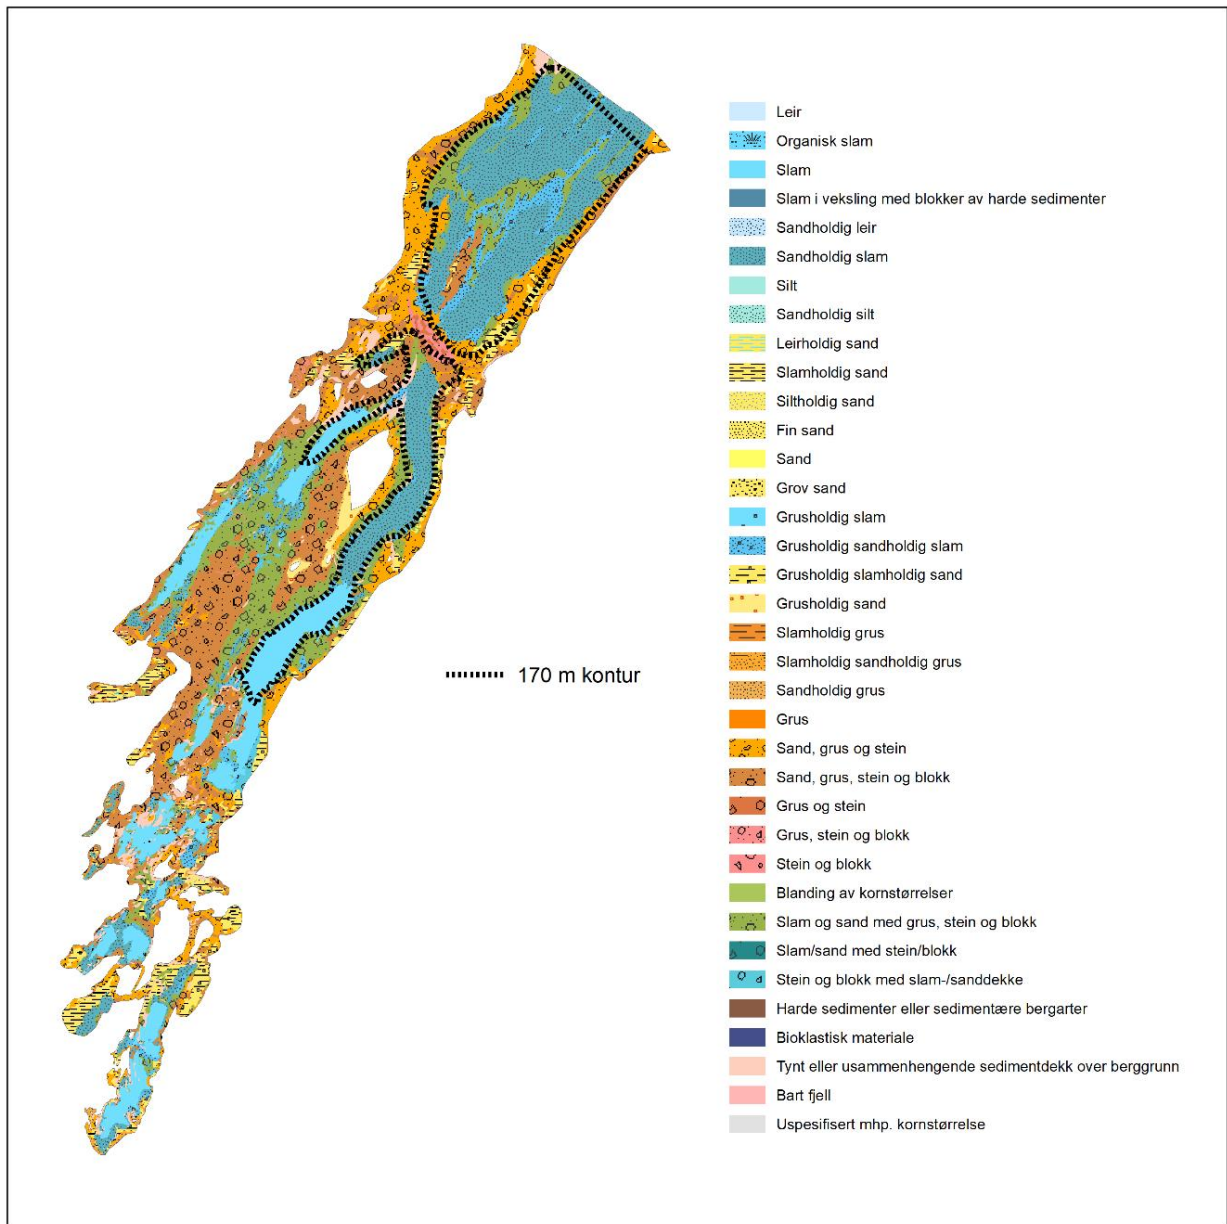 Leir
Organisk slam
Slam
Slam i veksling med blokker av harde sedimenter
Sandholdig leir
Sandholdig slam
Silt
Sandholdig silt
Leirholdig sand
Slamholdig sand
Siltholdig sand
Fin sand
Sand
Grov sand
Grusholdig slam
Grusholdig sandholdig slam
Grusholdig slamholdig sand
Grusholdig sand
Slamholdig grus
Slamholdig sandholdig grus
Sandholdig grus
Grus
Sand, grus og stein
Sand, grus, stein og blokk
Grus og stein
Grus, stein og blokk
Stein og blokk
Blanding av kornstørrelser
Slam og sand med grus, stein og blokk
Slam/sand med stein/blokk
Stein og blokk med slam-/sanddekke
Harde sedimenter eller sedimentære bergarter
Bioklastisk materiale
Tynt eller usammenhengende sedimentdekk over berggrunn
Bart fjell
Uspesifisert mhp. kornstørrelse
170 m kontur